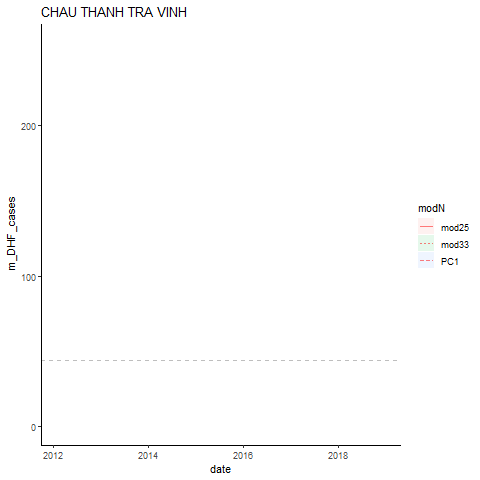 CHAU THANH TRA VINH
m_DHF_cases
200
100
0
2012
2014
2016
2018
date
modN
mod25
mod33
PC1